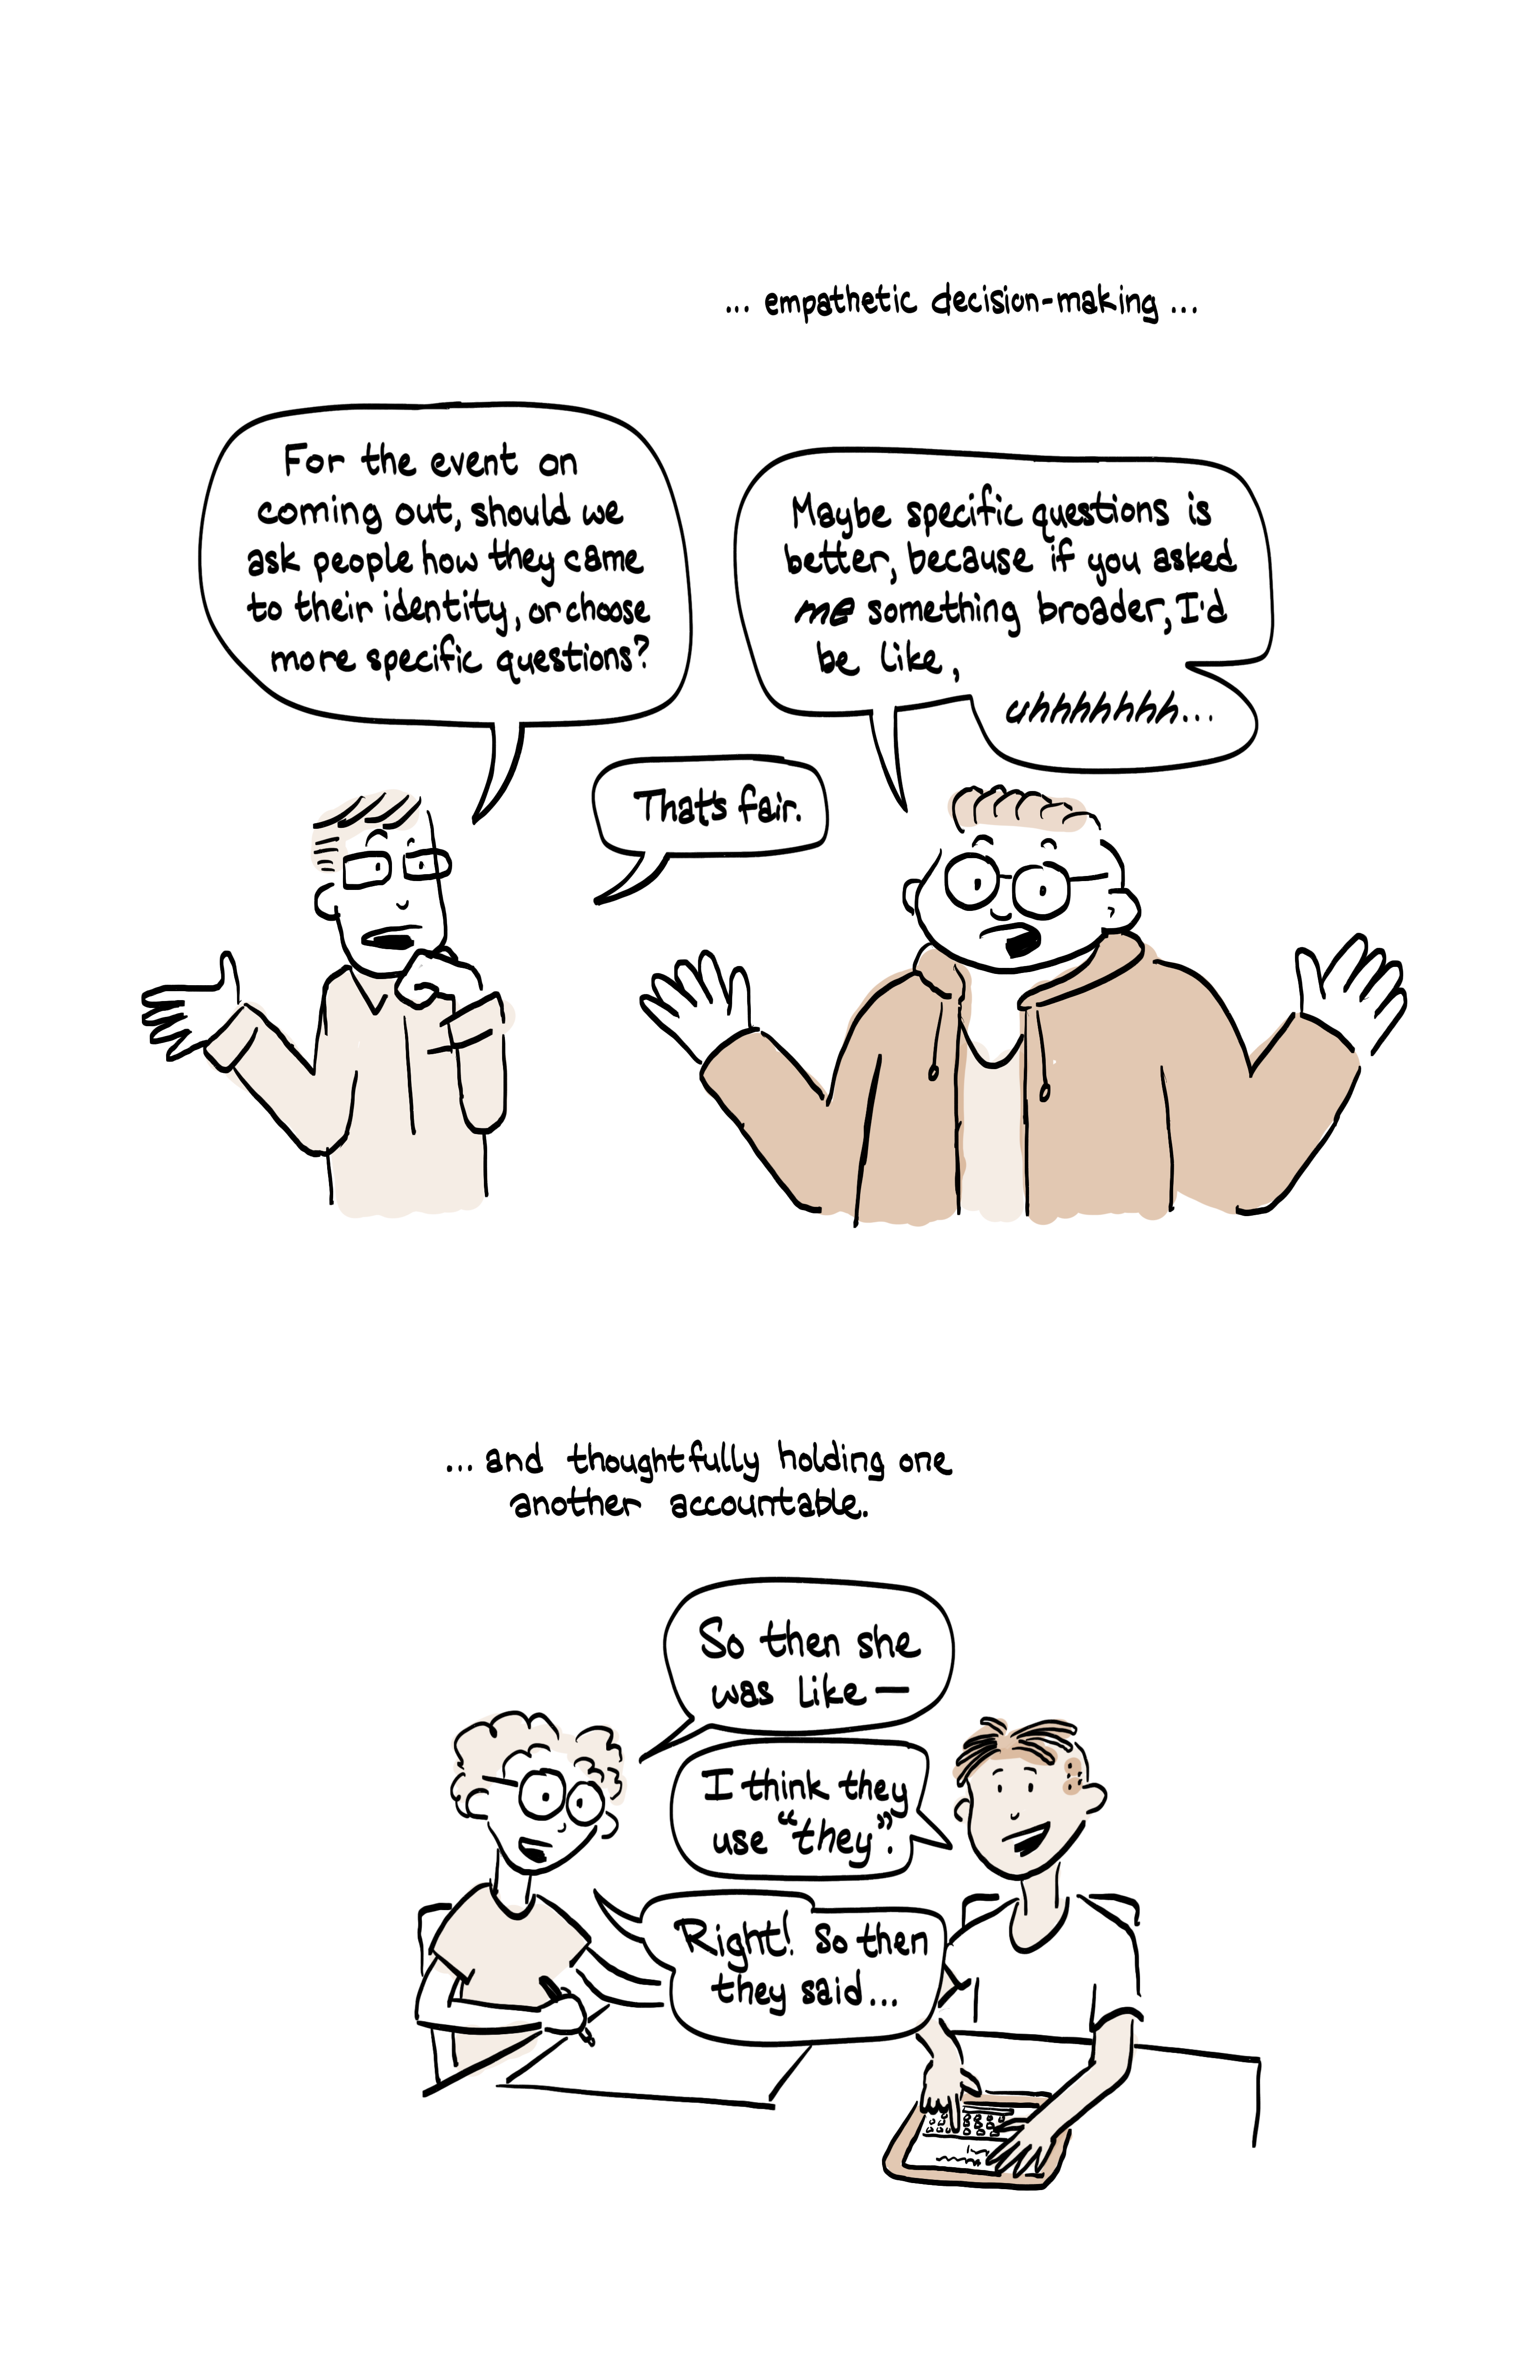 ... empathetic decision-making ...
For the event on
coming out, should we
ask people how they came
to their identity, or choose
more specific questions?
Maybe specific questions is
better, because if you asked
me something broader, I'd
be like,
uhhhhhhh...
That's fair.
... and thoughtfully holding one
another accountable.
So then she
was like —
I think they
use “they”.
Right! So then
they said...